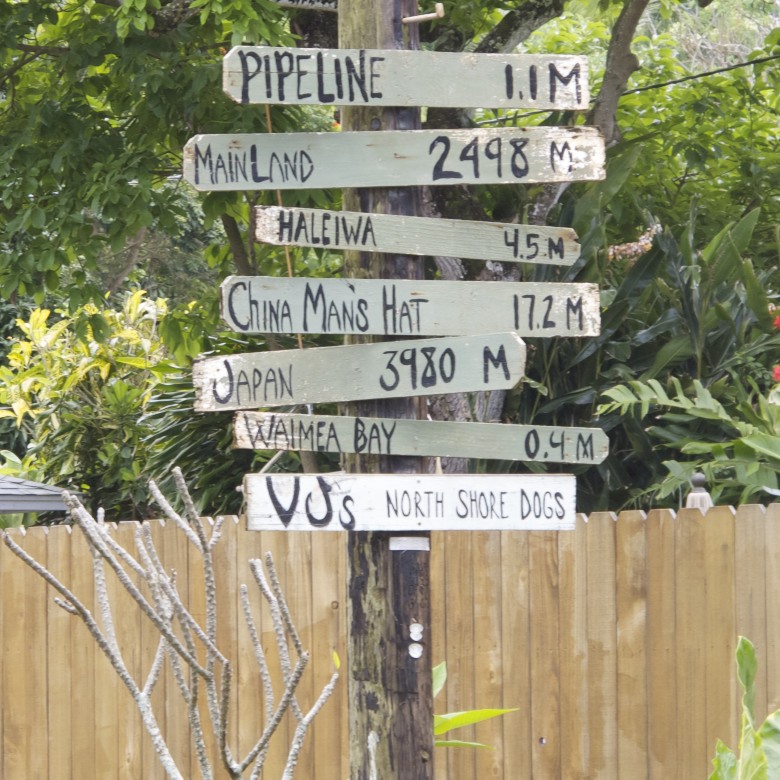 PIPELINE 1.1 M
MAINLAND 2498 M
HALEIWA 4.5 M
CHINA MAN'S HAT 17.2 M
JAPAN 3980 M
WAIMEA BAY 0.4 M
VJ's NORTH SHORE DOGS